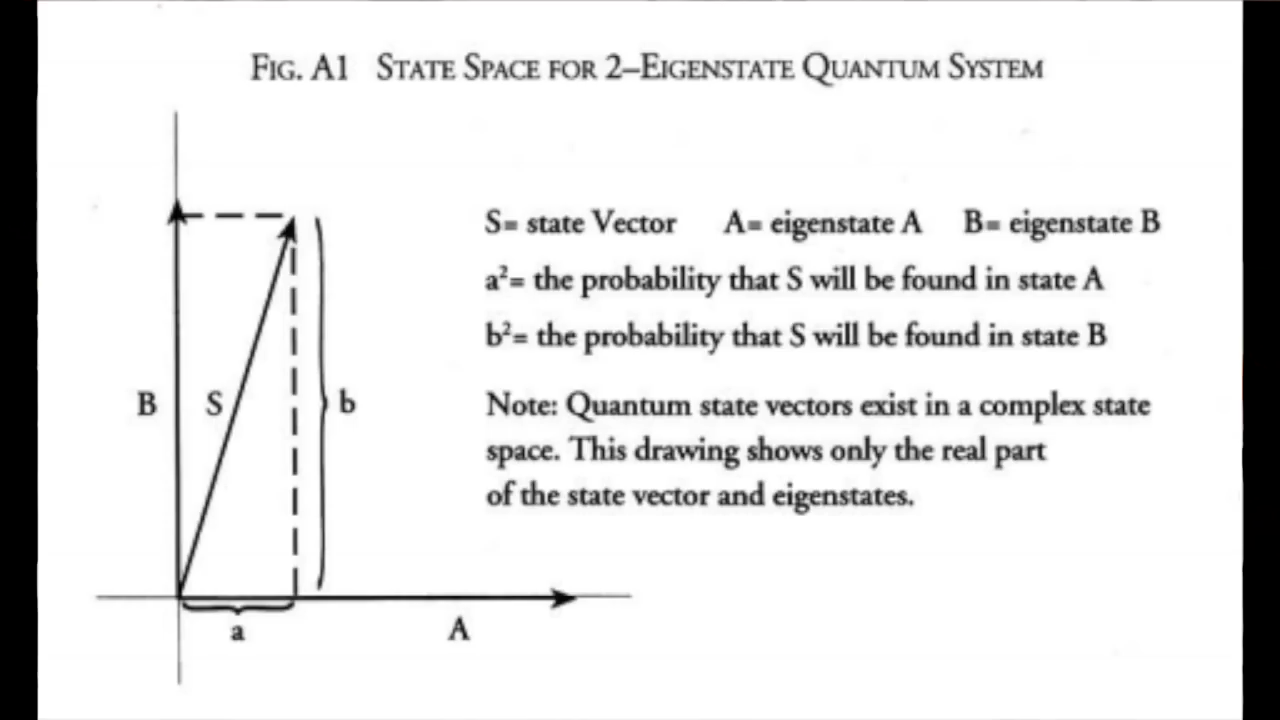 FIG. A1 STATE SPACE FOR 2–EIGENSTATE QUANTUM SYSTEM
S= state Vector A= eigenstate A B= eigenstate B
a²= the probability that S will be found in state A
b²= the probability that S will be found in state B
B S b
Note: Quantum state vectors exist in a complex state
space. This drawing shows only the real part
of the state vector and eigenstates.
a A